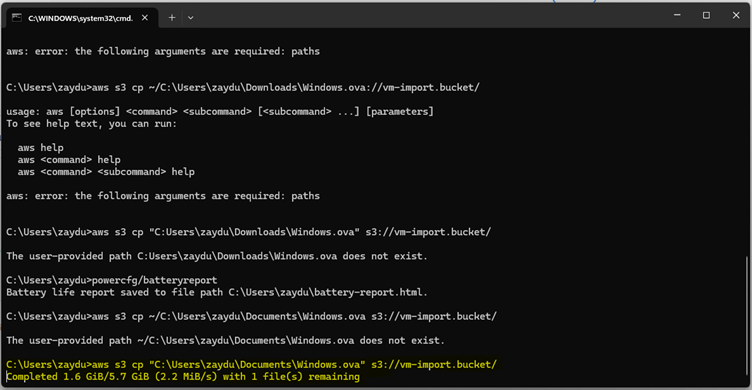 C:\WINDOWS\system32\cmd.
aws: error: the following arguments are required: paths
C:\Users\zaydu>aws s3 cp ~/C:\Users\zaydu\Downloads\Windows.ova://vm-import.bucket/
usage: aws [options] <command> <subcommand> [<subcommand> ...] [parameters]
To see help text, you can run:
aws help
aws <command> help
aws <command> <subcommand> help
aws: error: the following arguments are required: paths
C:\Users\zaydu>aws s3 cp "C:Users\zaydu\Downloads\Windows.ova" s3://vm-import.bucket/
The user-provided path C:Users\zaydu\Downloads\Windows.ova does not exist.
C:\Users\zaydu>powercfg/batteryreport
Battery life report saved to file path C:\Users\zaydu\battery-report.html.
C:\Users\zaydu>aws s3 cp ~/C:\Users\zaydu\Documents\Windows.ova s3://vm-import.bucket/
The user-provided path ~/C:\Users\zaydu\Documents\Windows.ova does not exist.
C:\Users\zaydu>aws s3 cp "C:\Users\zaydu\Documents\Windows.ova" s3://vm-import.bucket/
Completed 1.6 GiB/5.7 GiB (2.2 MiB/s) with 1 file(s) remaining